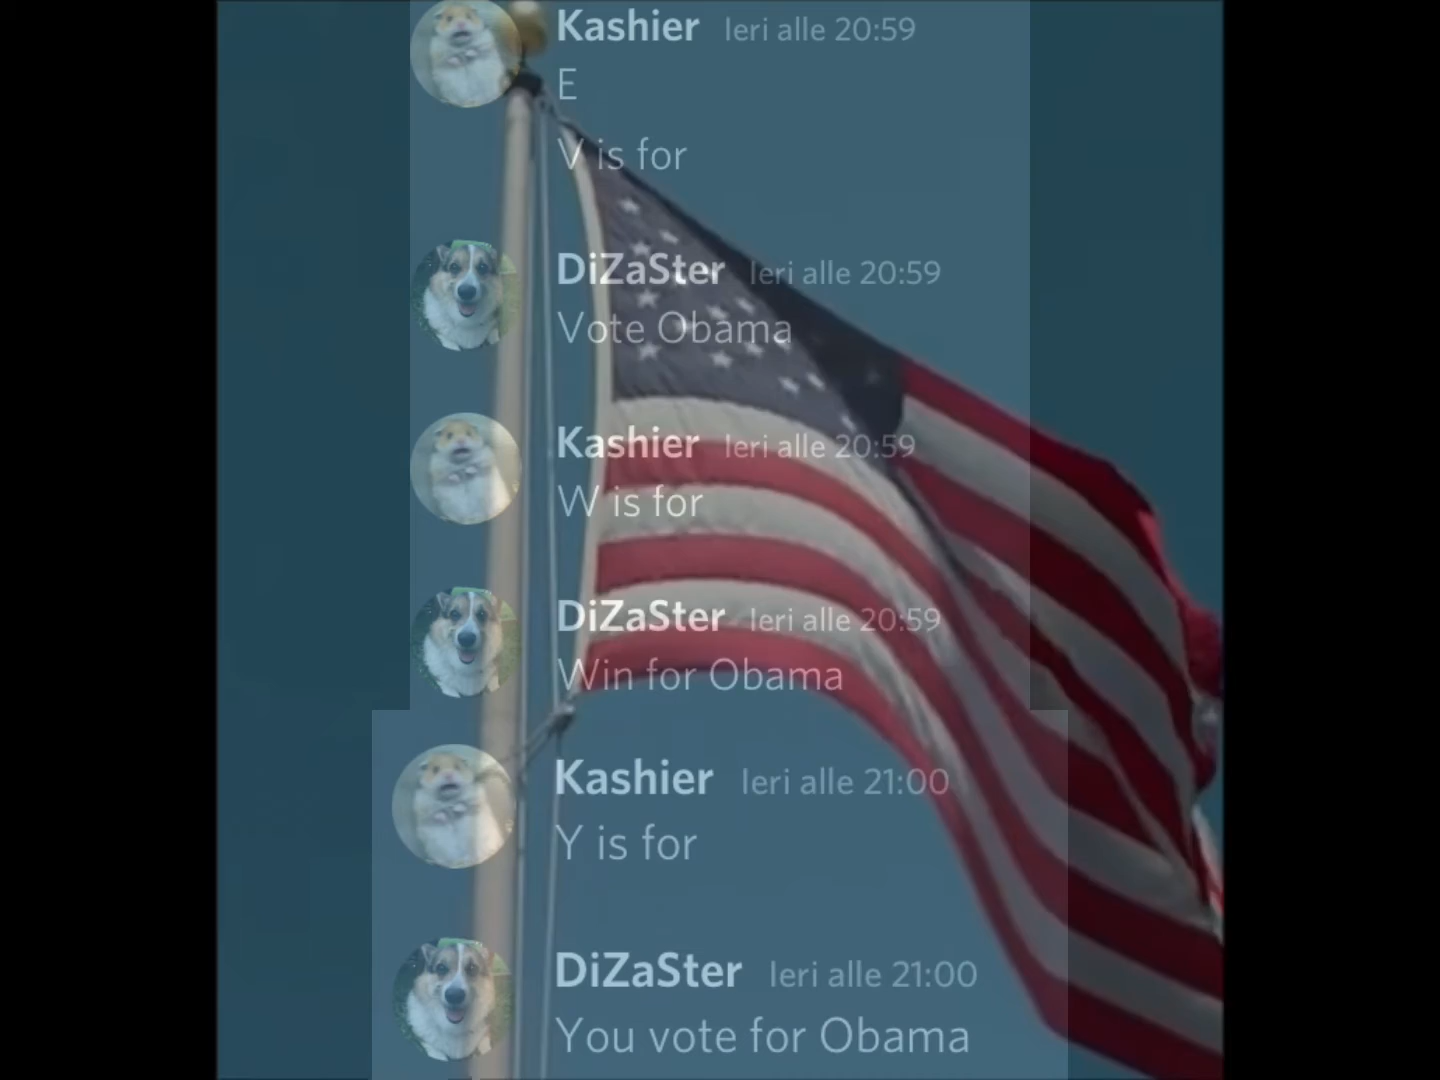 Kashier Ieri alle 20:59
E
V is for
DiZaSter Ieri alle 20:59
Vote Obama
Kashier Ieri alle 20:59
W is for
DiZaSter Ieri alle 20:59
Win for Obama
Kashier Ieri alle 21:00
Y is for
DiZaSter Ieri alle 21:00
You vote for Obama